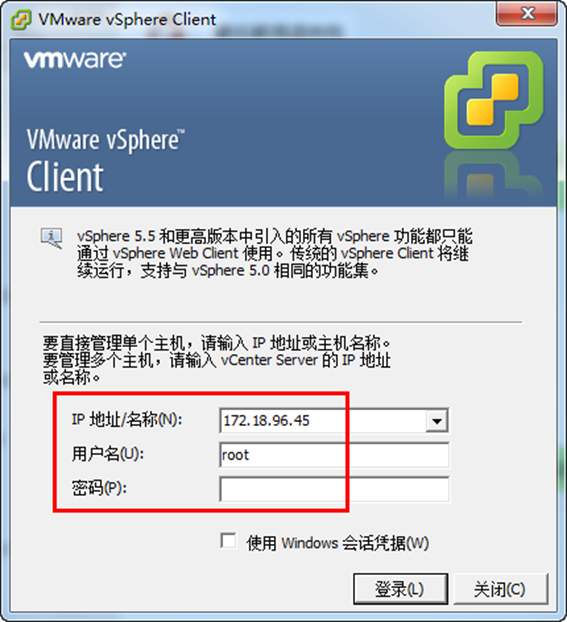 VMware vSphere Client
vmware®
VMware vSphere™
Client
vSphere 5.5 和更高版本中引入的所有 vSphere 功能都只能
通过 vSphere Web Client 使用。传统的 vSphere Client 将继
续运行，支持与 vSphere 5.0 相同的功能集。
要直接管理单个主机，请输入 IP 地址或主机名称。
要管理多个主机，请输入 vCenter Server 的 IP 地址
或名称。
IP 地址/名称(N): 172.18.96.45
用户名(U): root
密码(P):
使用 Windows 会话凭据(W)
登录(L) 关闭(C)